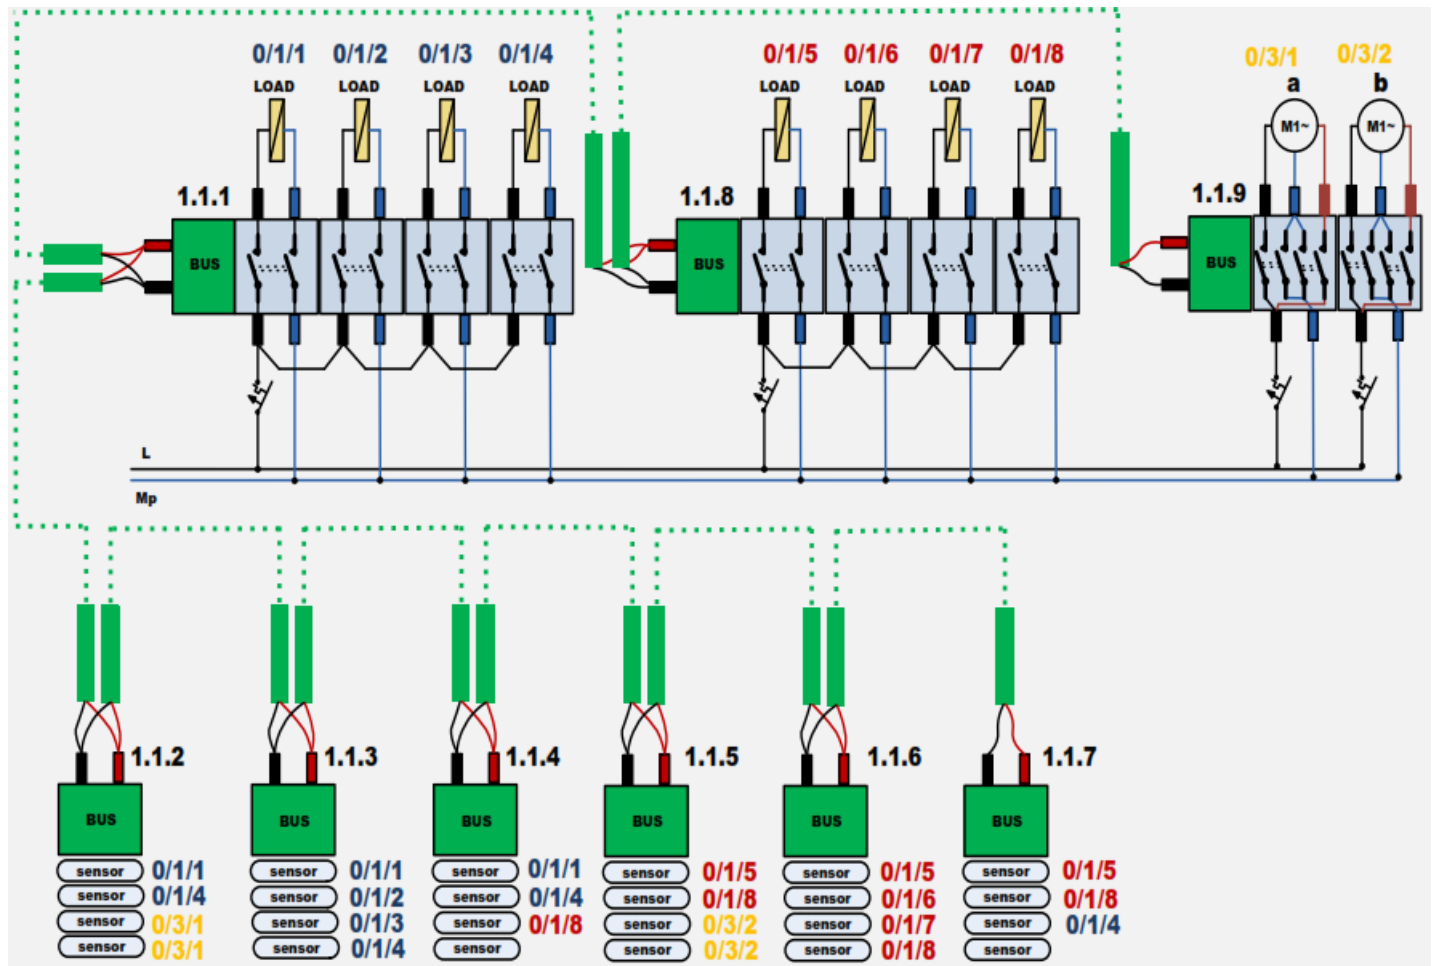 0/1/1 0/1/2 0/1/3 0/1/4 0/1/5 0/1/6 0/1/7 0/1/8 0/3/1 0/3/2
LOAD LOAD LOAD LOAD LOAD LOAD LOAD LOAD a b
M1~ M1~
1.1.1 1.1.8 1.1.9
BUS BUS BUS
L
Mp
1.1.2 1.1.3 1.1.4 1.1.5 1.1.6 1.1.7
BUS BUS BUS BUS BUS BUS
sensor 0/1/1 sensor 0/1/1 sensor 0/1/1 sensor 0/1/5 sensor 0/1/5 sensor 0/1/5
sensor 0/1/4 sensor 0/1/2 sensor 0/1/4 sensor 0/1/8 sensor 0/1/6 sensor 0/1/8
sensor 0/3/1 sensor 0/1/3 sensor 0/1/8 sensor 0/3/2 sensor 0/1/7 sensor 0/1/4
sensor 0/3/1 sensor 0/1/4 sensor sensor 0/3/2 sensor 0/1/8 sensor